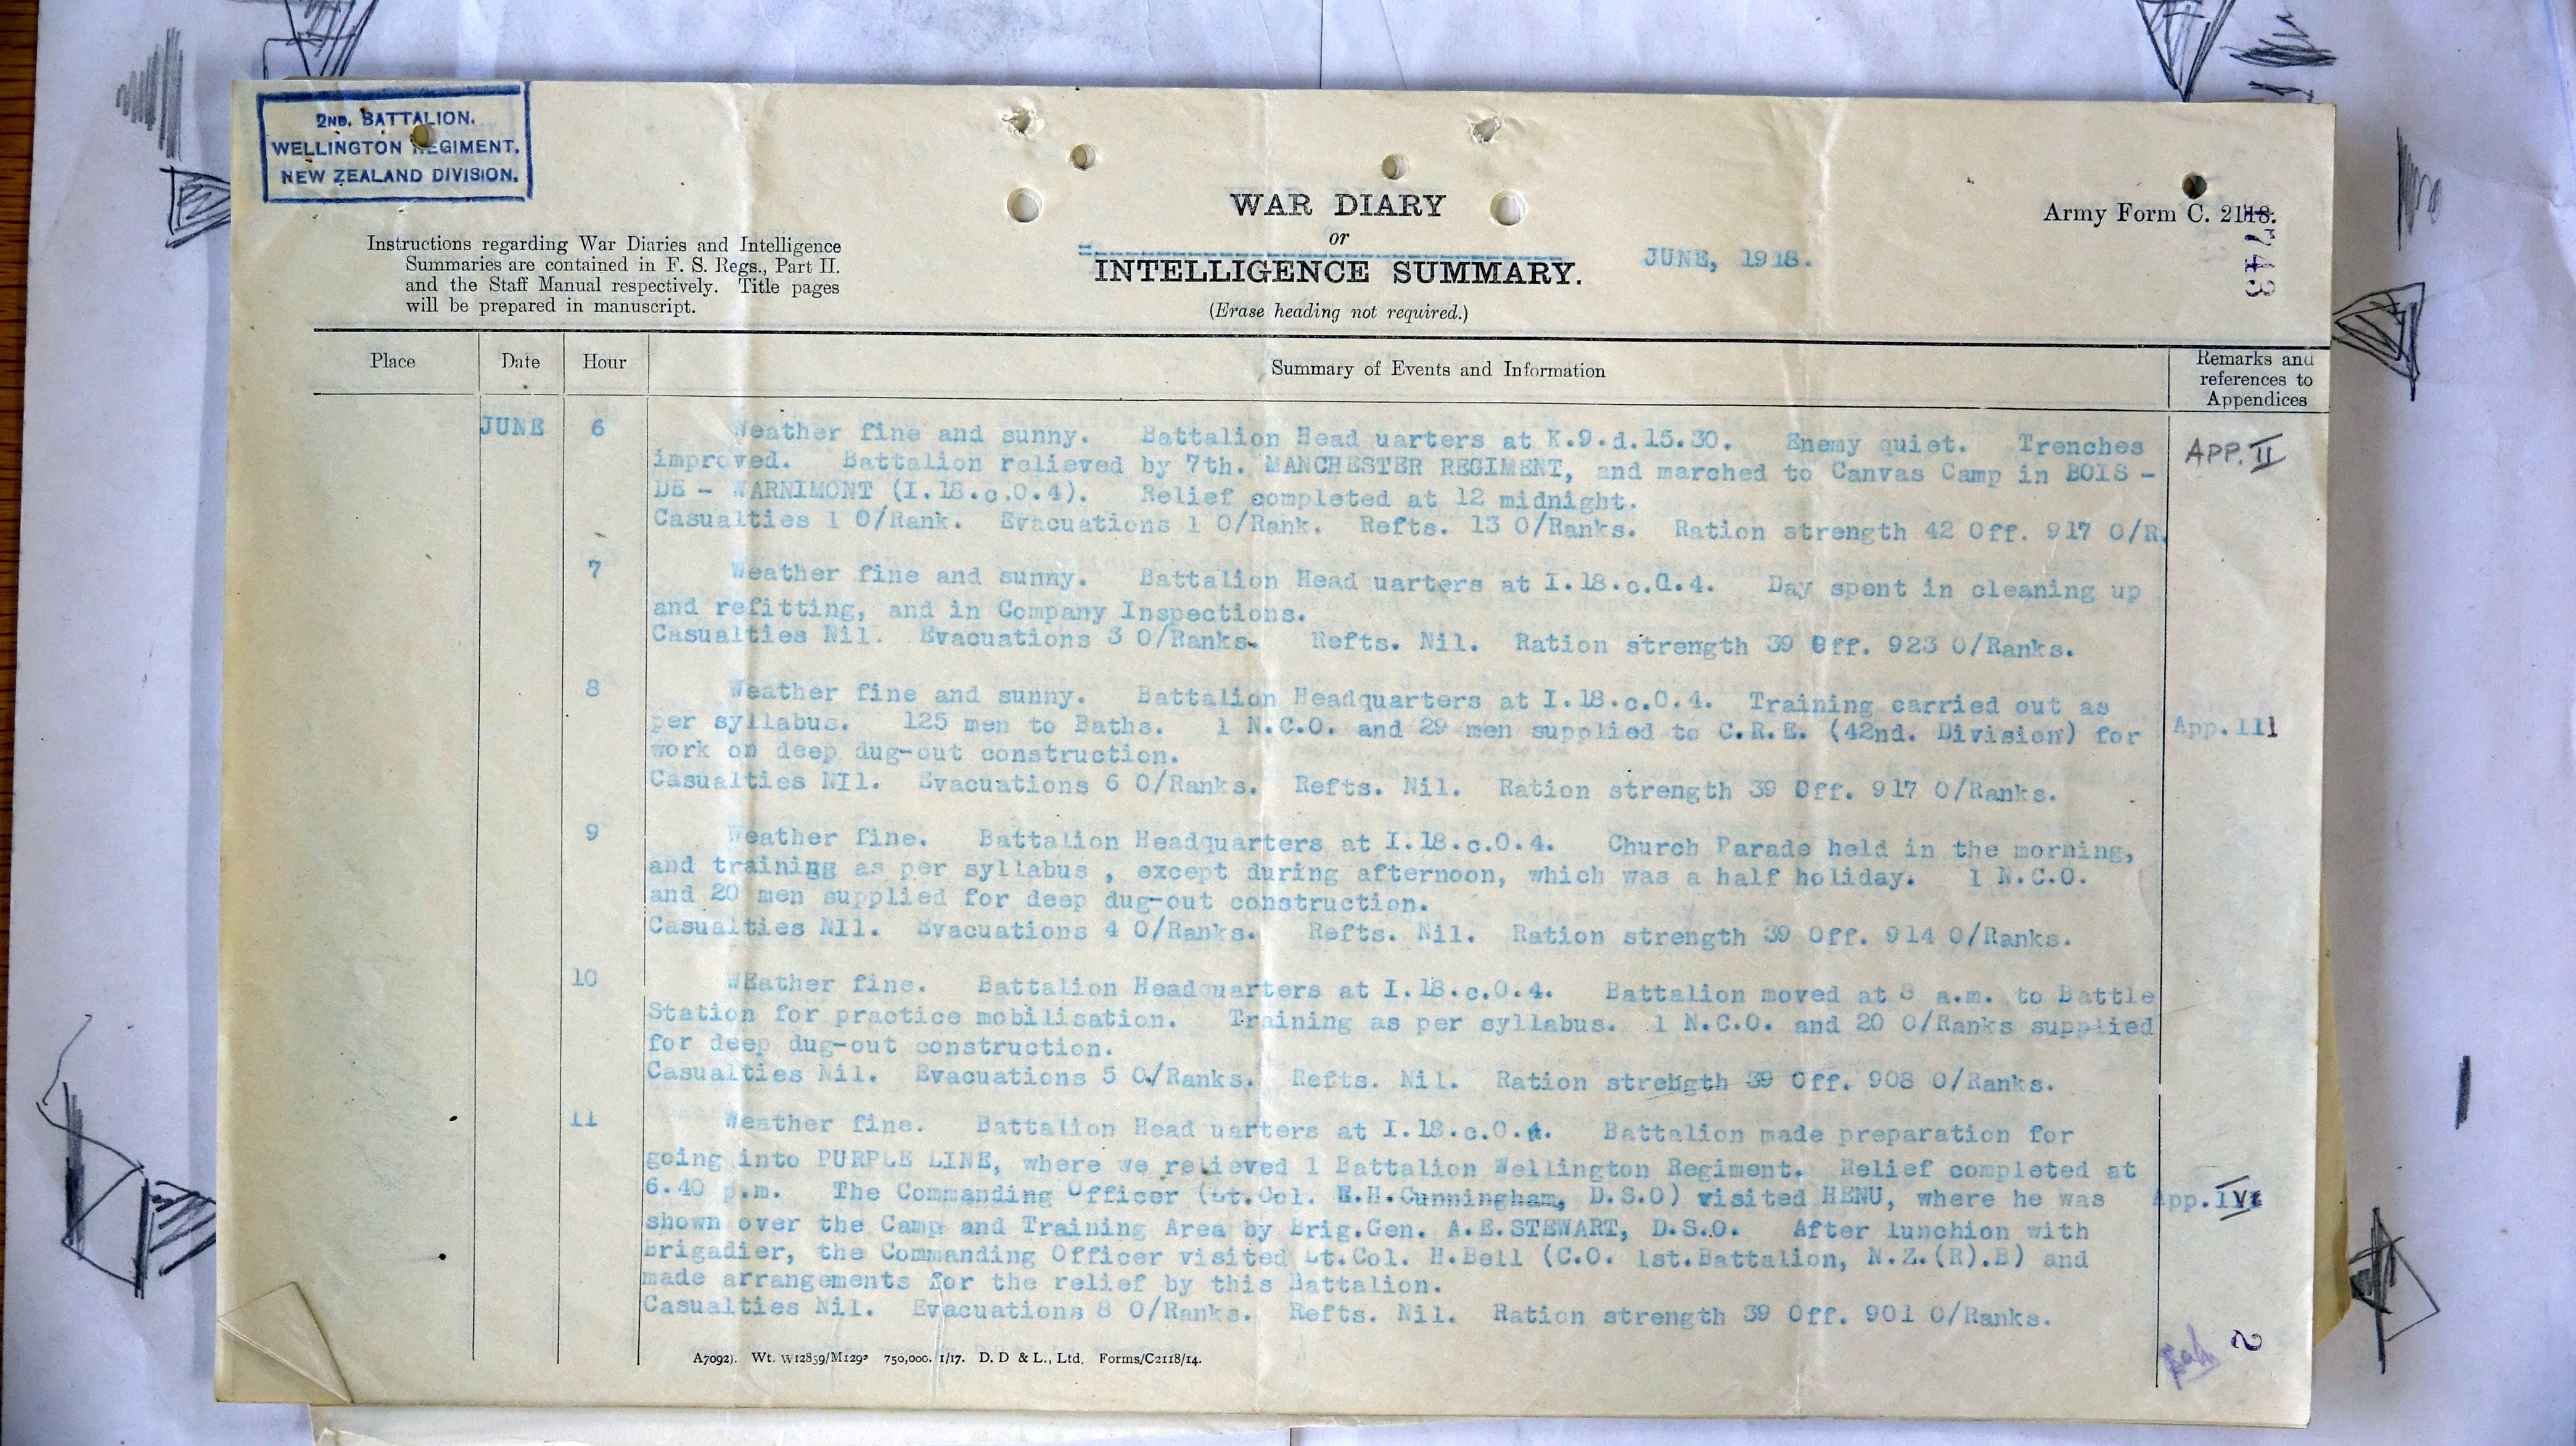 2ND. BATTALION.
WELLINGTON REGIMENT.
NEW ZEALAND DIVISION.
WAR DIARY
or
INTELLIGENCE SUMMARY.
(Erase heading not required.)
JUNE, 1918.
Army Form C. 2118.
743
Instructions regarding War Diaries and Intelligence
Summaries are contained in F. S. Regs., Part II.
and the Staff Manual respectively. Title pages
will be prepared in manuscript.
Place Date Hour Summary of Events and Information Remarks and
references to
Appendices
JUNE 6 Weather fine and sunny. Battalion Head uarters at K.9.d.15.30. Enemy quiet. Trenches
improved. Battalion relieved by 7th. MANCHESTER REGIMENT, and marched to Canvas Camp in BOIS -
DE - WARNIMONT (I.18.c.0.4). Relief completed at 12 midnight.
Casualties 1 O/Rank. Evacuations 1 O/Rank. Refts. 13 O/Ranks. Ration strength 42 Off. 917 O/R.
APP. II
7 Weather fine and sunny. Battalion Head uarters at I.18.c.0.4. Day spent in cleaning up
and refitting, and in Company Inspections.
Casualties Nil. Evacuations 3 O/Ranks. Refts. Nil. Ration strength 39 Off. 923 O/Ranks.
8 Weather fine and sunny. Battalion Headquarters at I.18.c.0.4. Training carried out as
per syllabus. 125 men to Baths. 1 N.C.O. and 29 men supplied to C.R.E. (42nd. Division) for
work on deep dug-out construction.
Casualties NIl. Evacuations 6 O/Ranks. Refts. Nil. Ration strength 39 Off. 917 O/Ranks.
App. lll
9 Weather fine. Battalion Headquarters at I.18.c.0.4. Church Parade held in the morning,
and training as per syllabus , except during afternoon, which was a half holiday. 1 N.C.O.
and 20 men supplied for deep dug-out construction.
Casualties NIl. Evacuations 4 O/Ranks. Refts. Nil. Ration strength 39 Off. 914 O/Ranks.
10 WEather fine. Battalion Headquarters at I.18.c.0.4. Battalion moved at 8 a.m. to Battle
Station for practice mobilisation. Training as per syllabus. 1 N.C.O. and 20 O/Ranks supplied
for deep dug-out construction.
Casualties Nil. Evacuations 5 O./Ranks. Refts. Nil. Ration strength 39 Off. 908 O/Ranks.
11 Weather fine. Battalion Head uarters at I.18.c.0.4. Battalion made preparation for
going into PURPLE LINE, where we relieved 1 Battalion Wellington Regiment. Relief completed at
6.40 p.m. The Commanding Officer (Lt.Col. W.H.Cunningham, D.S.O) visited HENU, where he was
shown over the Camp and Training Area by Brig.Gen. A.E.STEWART, D.S.O. After lunchion with
Brigadier, the Commanding Officer visited Lt.Col. H.Bell (C.O. 1st.Battalion, N.Z.(R).B) and
made arrangements for the relief by this Battalion.
Casualties Nil. Evacuations 8 O/Ranks. Refts. Nil. Ration strength 39 Off. 901 O/Ranks.
App. IV
A7092). Wt. W12839/M1293 750,000. 1/17. D. D & L., Ltd. Forms/C2118/14.
2